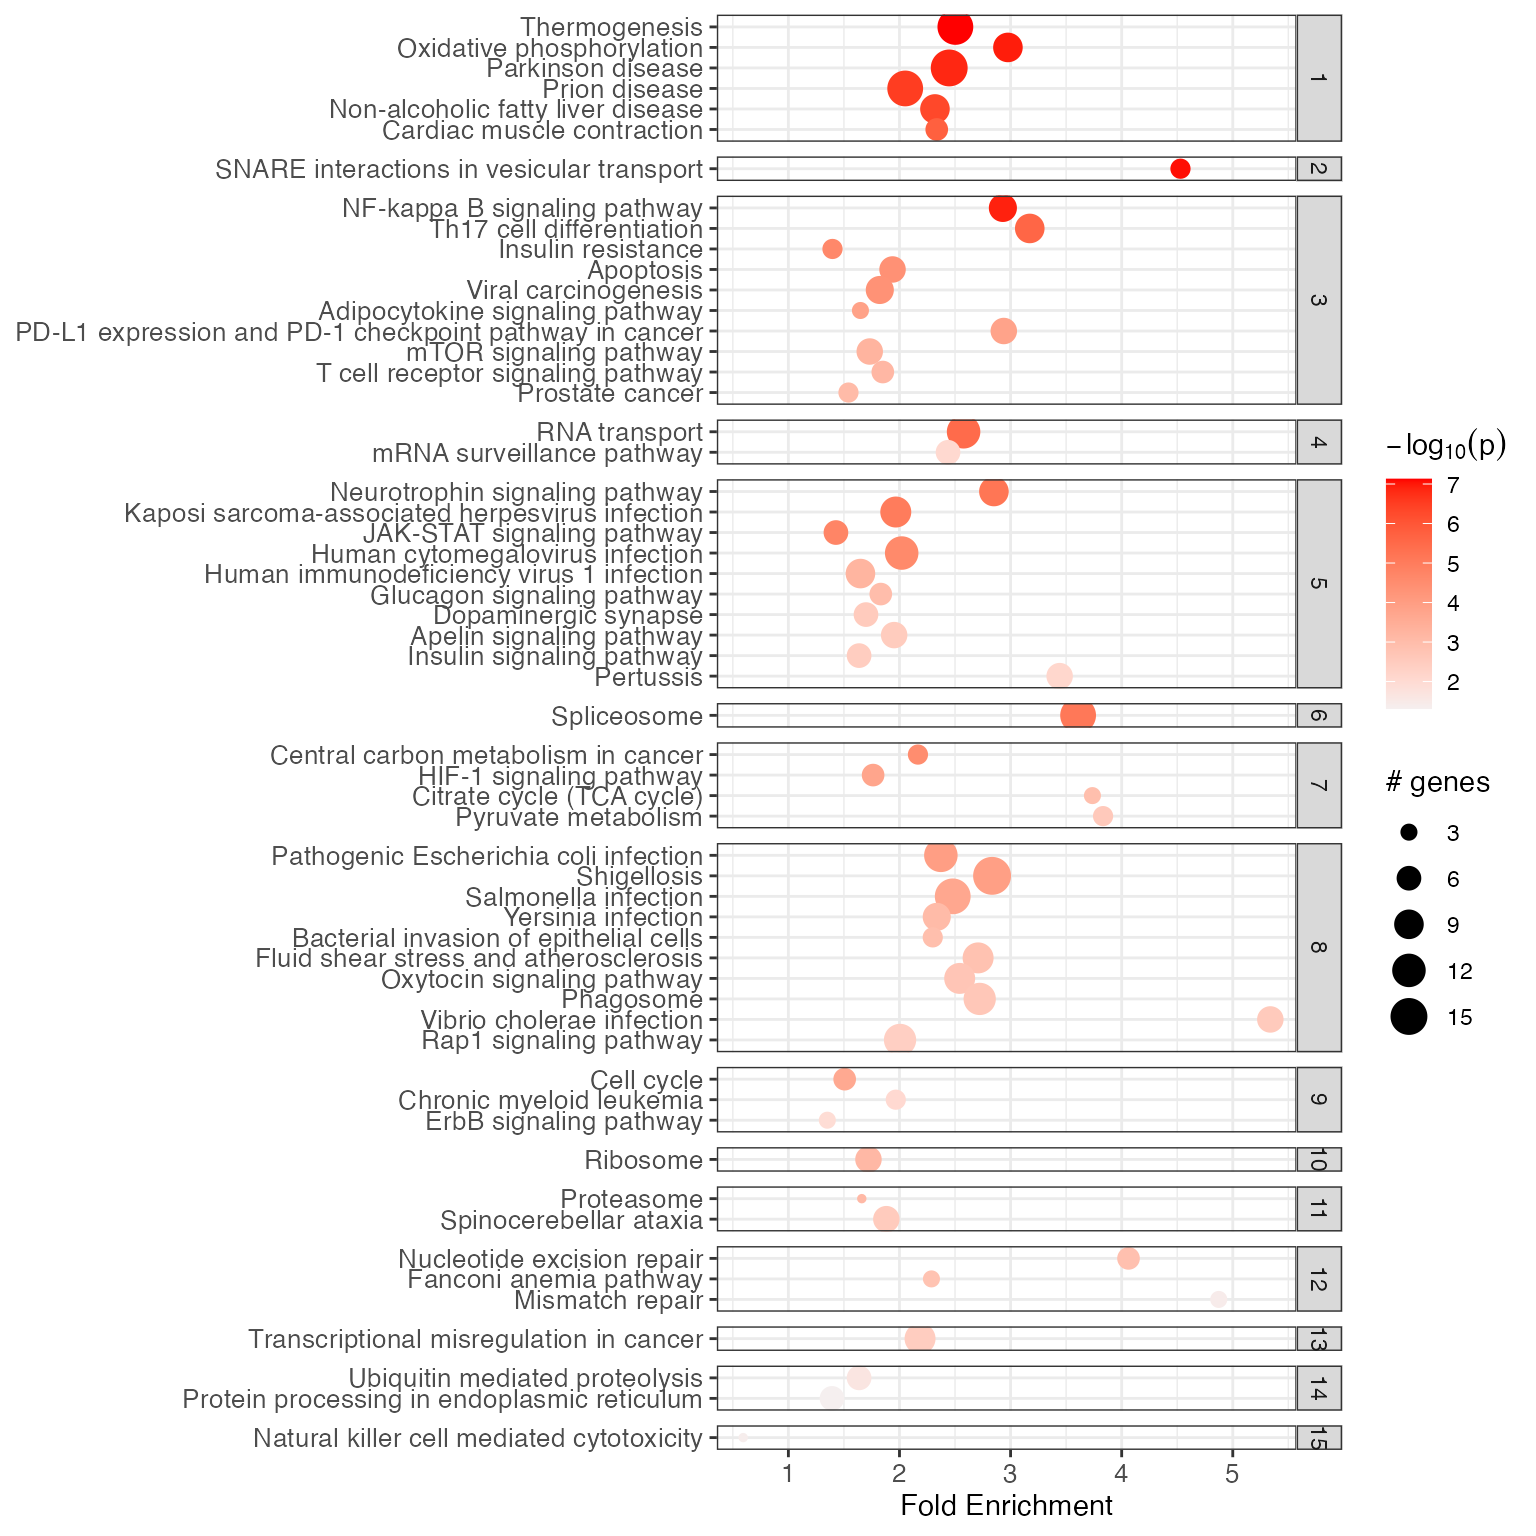 Thermogenesis
Oxidative phosphorylation
Parkinson disease
Prion disease
Non-alcoholic fatty liver disease
Cardiac muscle contraction
1
SNARE interactions in vesicular transport
2
NF-kappa B signaling pathway
Th17 cell differentiation
Insulin resistance
Apoptosis
Viral carcinogenesis
Adipocytokine signaling pathway
PD-L1 expression and PD-1 checkpoint pathway in cancer
mTOR signaling pathway
T cell receptor signaling pathway
Prostate cancer
3
RNA transport
mRNA surveillance pathway
4
Neurotrophin signaling pathway
Kaposi sarcoma-associated herpesvirus infection
JAK-STAT signaling pathway
Human cytomegalovirus infection
Human immunodeficiency virus 1 infection
Glucagon signaling pathway
Dopaminergic synapse
Apelin signaling pathway
Insulin signaling pathway
Pertussis
5
Spliceosome
6
Central carbon metabolism in cancer
HIF-1 signaling pathway
Citrate cycle (TCA cycle)
Pyruvate metabolism
7
Pathogenic Escherichia coli infection
Shigellosis
Salmonella infection
Yersinia infection
Bacterial invasion of epithelial cells
Fluid shear stress and atherosclerosis
Oxytocin signaling pathway
Phagosome
Vibrio cholerae infection
Rap1 signaling pathway
8
Cell cycle
Chronic myeloid leukemia
ErbB signaling pathway
9
Ribosome
10
Proteasome
Spinocerebellar ataxia
11
Nucleotide excision repair
Fanconi anemia pathway
Mismatch repair
12
Transcriptional misregulation in cancer
13
Ubiquitin mediated proteolysis
Protein processing in endoplasmic reticulum
14
Natural killer cell mediated cytotoxicity
15
1 2 3 4 5
Fold Enrichment
−log₁₀(p)
7
6
5
4
3
2
# genes
3
6
9
12
15